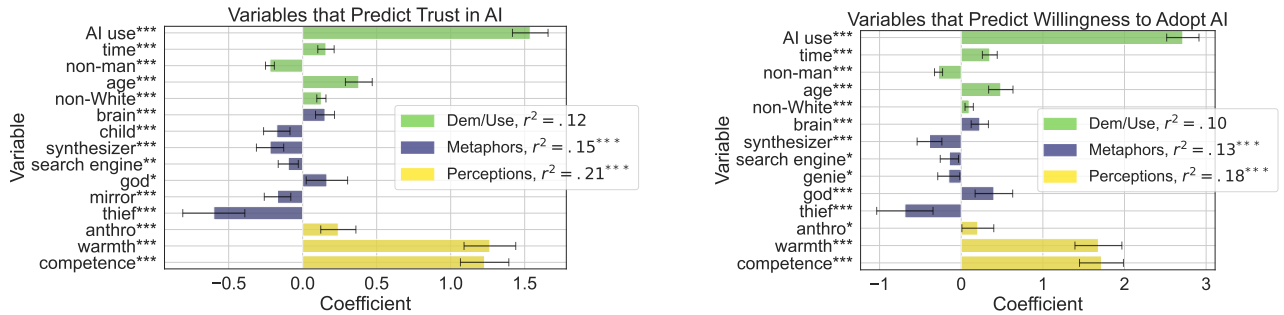 Variables that Predict Trust in AI
Variable
AI use***
time***
non-man***
age***
non-White***
brain***
child***
synthesizer***
search engine**
god*
mirror***
thief***
anthro***
warmth***
competence***
Dem/Use, r² = .12
Metaphors, r² = .15***
Perceptions, r² = .21***
−0.5 0.0 0.5 1.0 1.5
Coefficient
Variables that Predict Willingness to Adopt AI
Variable
AI use***
time***
non-man***
age***
non-White***
brain***
synthesizer***
search engine*
genie*
god***
thief***
anthro*
warmth***
competence***
Dem/Use, r² = .10
Metaphors, r² = .13***
Perceptions, r² = .18***
−1 0 1 2 3
Coefficient